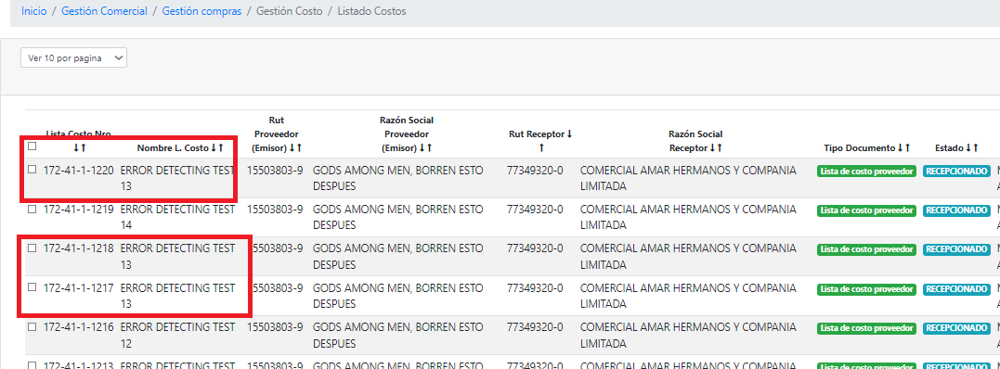 Inicio / Gestión Comercial / Gestión compras / Gestión Costo / Listado Costos
Ver 10 por pagina
Lista Costo Nro ↓↑ Nombre L. Costo ↓↑ Rut Proveedor (Emisor) ↓↑ Razón Social Proveedor (Emisor) ↓↑ Rut Receptor ↓↑ Razón Social Receptor ↓↑ Tipo Documento ↓↑ Estado ↓↑
172-41-1-1220 ERROR DETECTING TEST 15503803-9 GODS AMONG MEN, BORREN ESTO 77349320-0 COMERCIAL AMAR HERMANOS Y COMPANIA Lista de costo proveedor RECEPCIONADO
13 DESPUES LIMITADA
172-41-1-1219 ERROR DETECTING TEST 15503803-9 GODS AMONG MEN, BORREN ESTO 77349320-0 COMERCIAL AMAR HERMANOS Y COMPANIA Lista de costo proveedor RECEPCIONADO
14 DESPUES LIMITADA
172-41-1-1218 ERROR DETECTING TEST 15503803-9 GODS AMONG MEN, BORREN ESTO 77349320-0 COMERCIAL AMAR HERMANOS Y COMPANIA Lista de costo proveedor RECEPCIONADO
13 DESPUES LIMITADA
172-41-1-1217 ERROR DETECTING TEST 15503803-9 GODS AMONG MEN, BORREN ESTO 77349320-0 COMERCIAL AMAR HERMANOS Y COMPANIA Lista de costo proveedor RECEPCIONADO
13 DESPUES LIMITADA
172-41-1-1216 ERROR DETECTING TEST 15503803-9 GODS AMONG MEN, BORREN ESTO 77349320-0 COMERCIAL AMAR HERMANOS Y COMPANIA Lista de costo proveedor RECEPCIONADO
12 DESPUES LIMITADA
172-41-1-1213 ERROR DETECTING TEST 15503803-9 GODS AMONG MEN, BORREN ESTO 77349320-0 COMERCIAL AMAR HERMANOS Y COMPANIA Lista de costo proveedor RECEPCIONADO